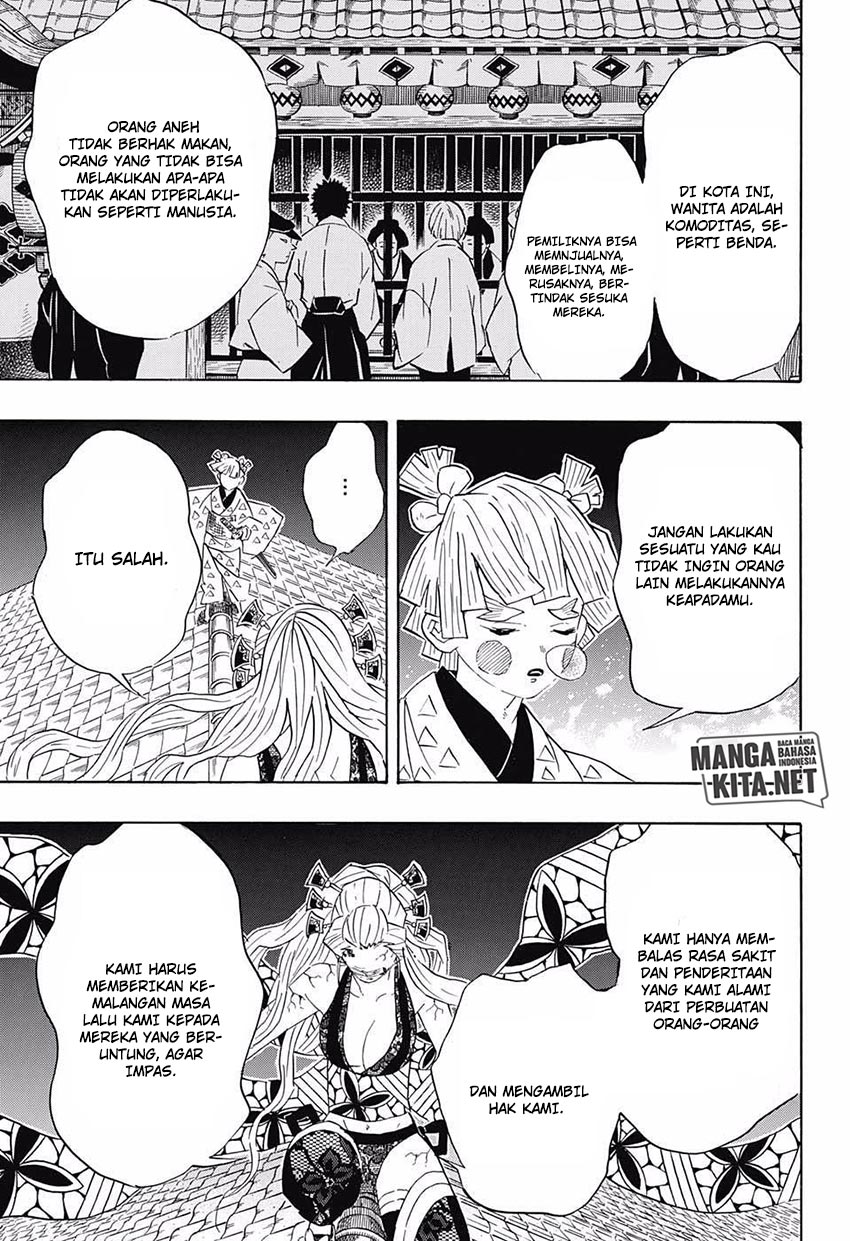 DI KOTA INI,
WANITA ADALAH
KOMODITAS, SE-
PERTI BENDA.
PEMILIKNYA BISA
MEMNJUALNYA,
MEMBELINYA, ME-
RUSAKNYA, BER-
TINDAK SESUKA
MEREKA.
ORANG ANEH
TIDAK BERHAK MAKAN,
ORANG YANG TIDAK BISA
MELAKUKAN APA-APA
TIDAK AKAN DIPERLAKU-
KAN SEPERTI MANUSIA.
JANGAN LAKUKAN
SESUATU YANG KAU
TIDAK INGIN ORANG
LAIN MELAKUKANNYA
KEAPADAMU.
...
ITU SALAH.
MANGA
KITA.NET
BACA MANGA
BAHASA
INDONESIA
KAMI HANYA MEM-
BALAS RASA SAKIT
DAN PENDERITAAN
YANG KAMI ALAMI
DARI PERBUATAN
ORANG-ORANG
DAN MENGAMBIL
HAK KAMI.
KAMI HARUS
MEMBERIKAN KE-
MALANGAN MASA
LALU KAMI KEPADA
MEREKA YANG BER-
UNTUNG, AGAR
IMPAS.